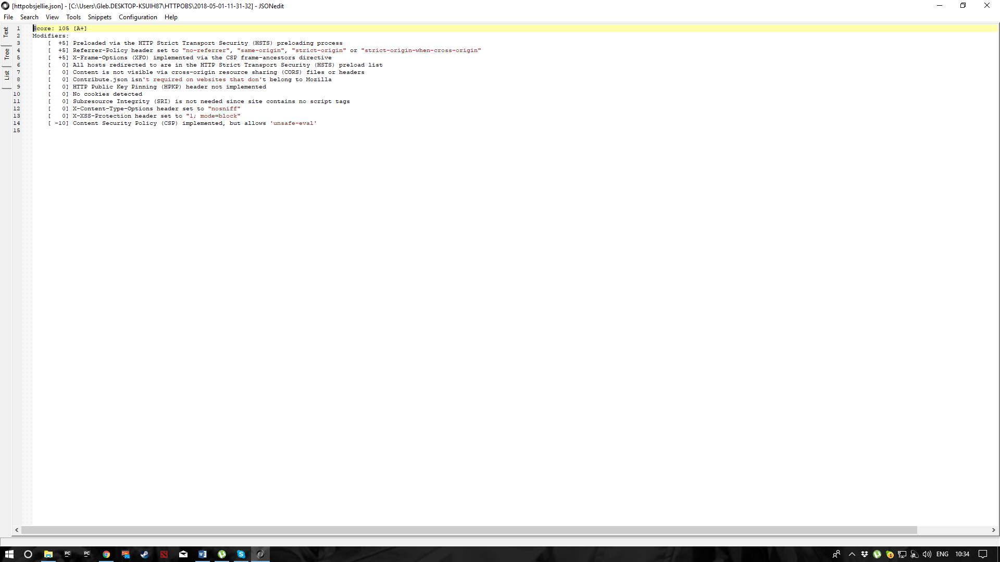 [httpobsjellie.json] - [C:\Users\Gleb.DESKTOP-KSUIH87\HTTPOBS\2018-05-01-11-31-32] - JSONedit
File Search View Tools Snippets Configuration Help
Text
Tree
List
1 Score: 105 [A+]
2 Modifiers:
3 [ +5] Preloaded via the HTTP Strict Transport Security (HSTS) preloading process
4 [ +5] Referrer-Policy header set to "no-referrer", "same-origin", "strict-origin" or "strict-origin-when-cross-origin"
5 [ +5] X-Frame-Options (XFO) implemented via the CSP frame-ancestors directive
6 [ 0] All hosts redirected to are in the HTTP Strict Transport Security (HSTS) preload list
7 [ 0] Content is not visible via cross-origin resource sharing (CORS) files or headers
8 [ 0] Contribute.json isn't required on websites that don't belong to Mozilla
9 [ 0] HTTP Public Key Pinning (HPKP) header not implemented
10 [ 0] No cookies detected
11 [ 0] Subresource Integrity (SRI) is not needed since site contains no script tags
12 [ 0] X-Content-Type-Options header set to "nosniff"
13 [ 0] X-XSS-Protection header set to "1; mode=block"
14 [ -10] Content Security Policy (CSP) implemented, but allows 'unsafe-eval'
15
PC PC ENG 10:34